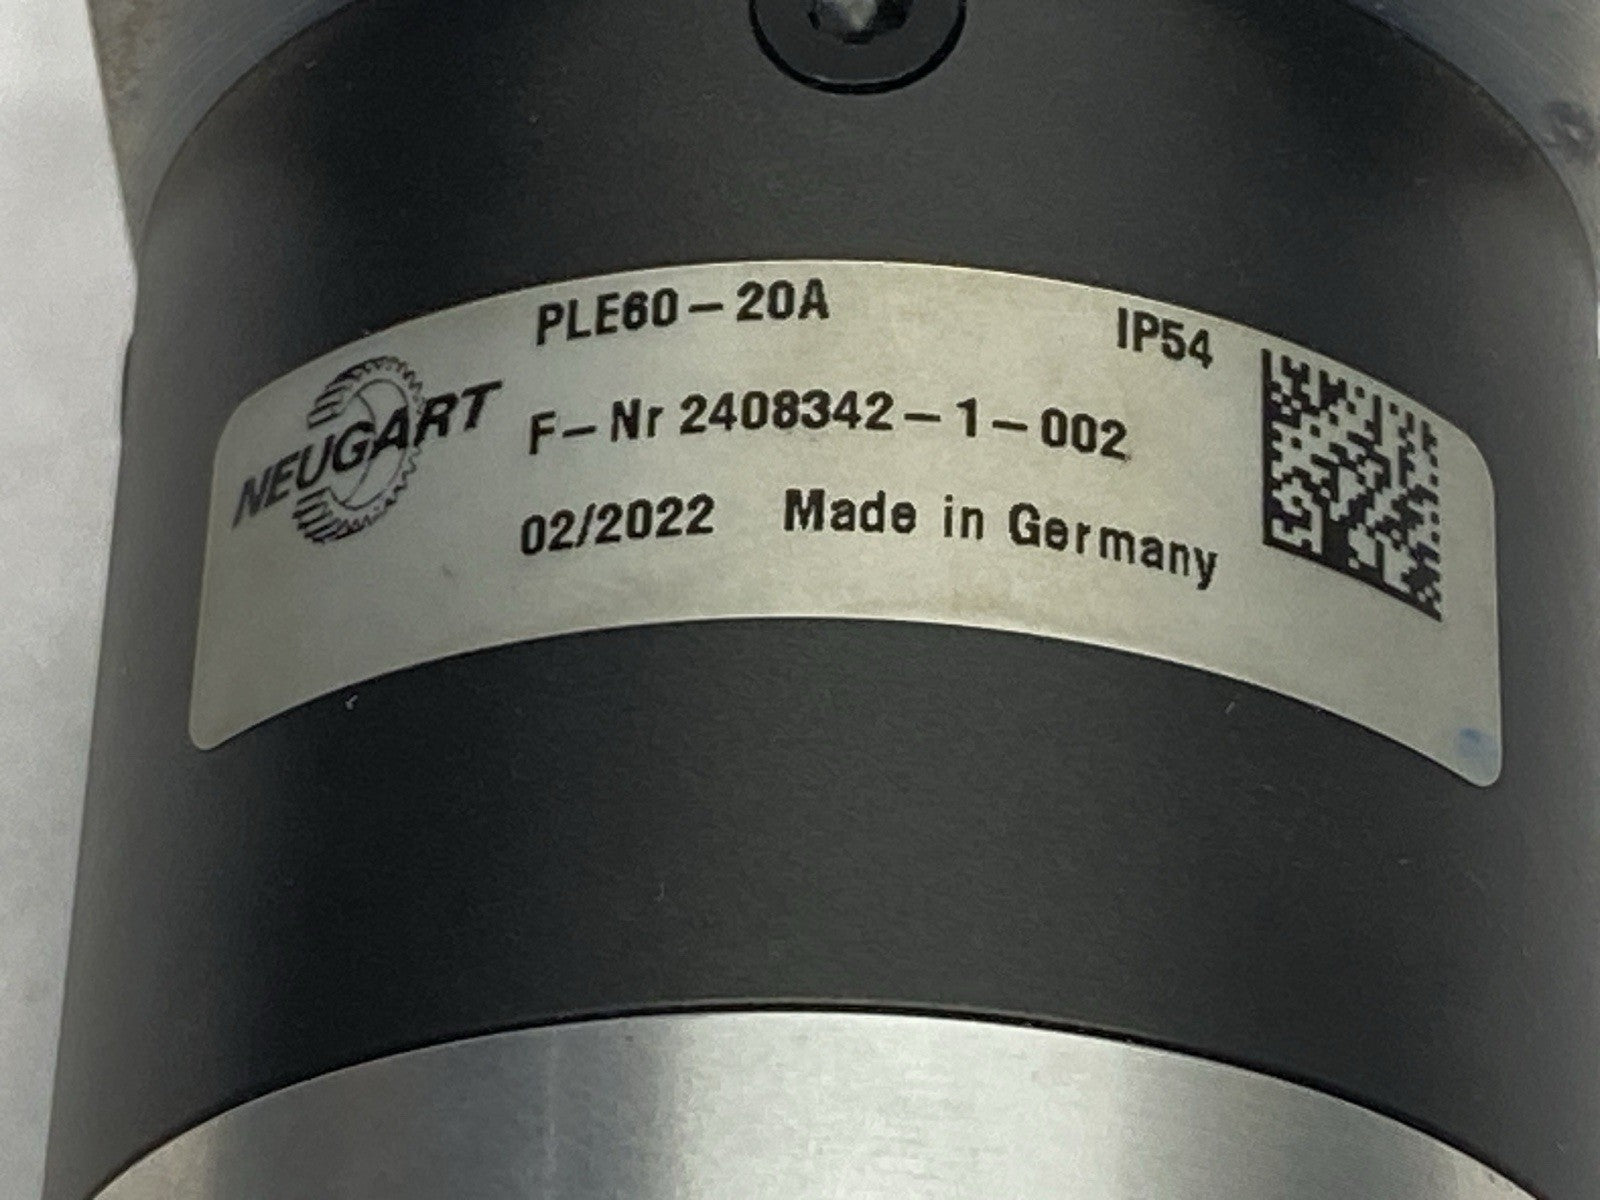 PLE60-20A IP54
NEUGART
F-Nr 2408342-1-002
02/2022 Made in Germany